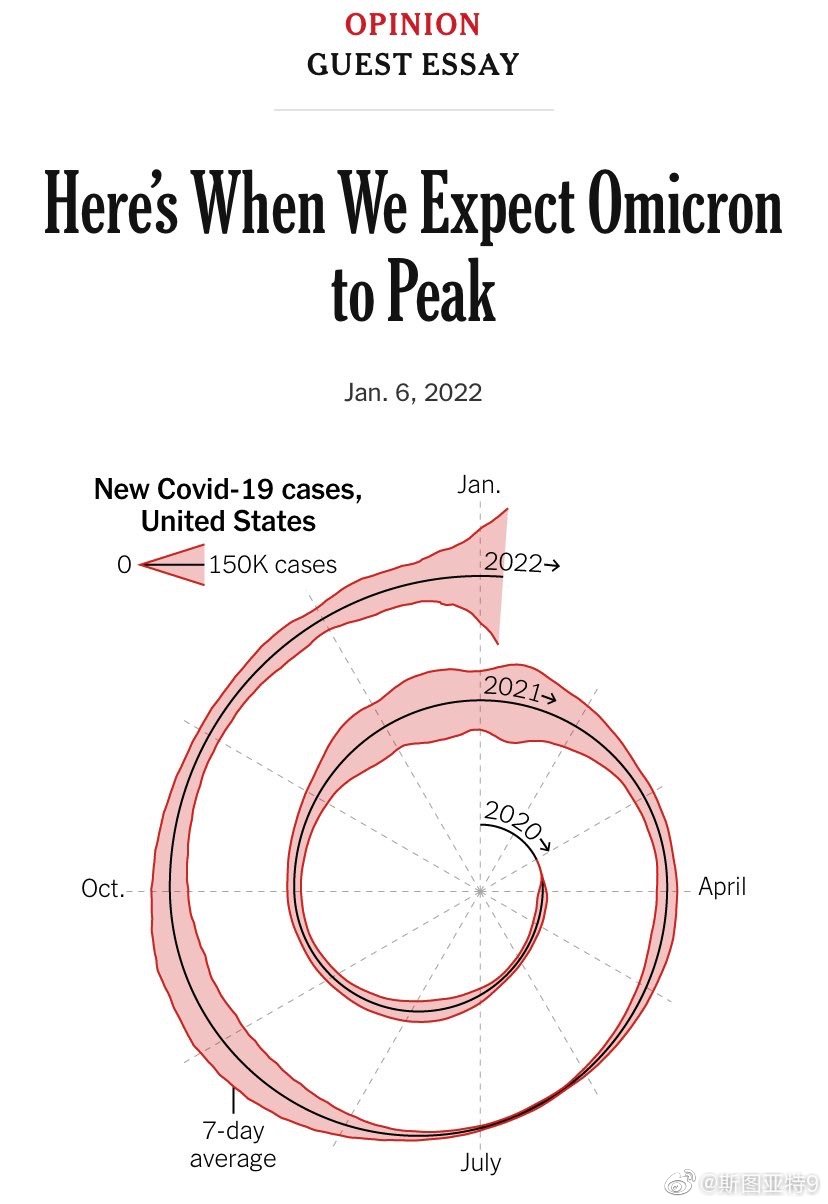 OPINION
GUEST ESSAY
Here’s When We Expect Omicron
to Peak
Jan. 6, 2022
New Covid-19 cases,
United States
0 150K cases
Jan.
2022→
2021→
2020→
Oct.
April
7-day
average
July
@斯图亚特9